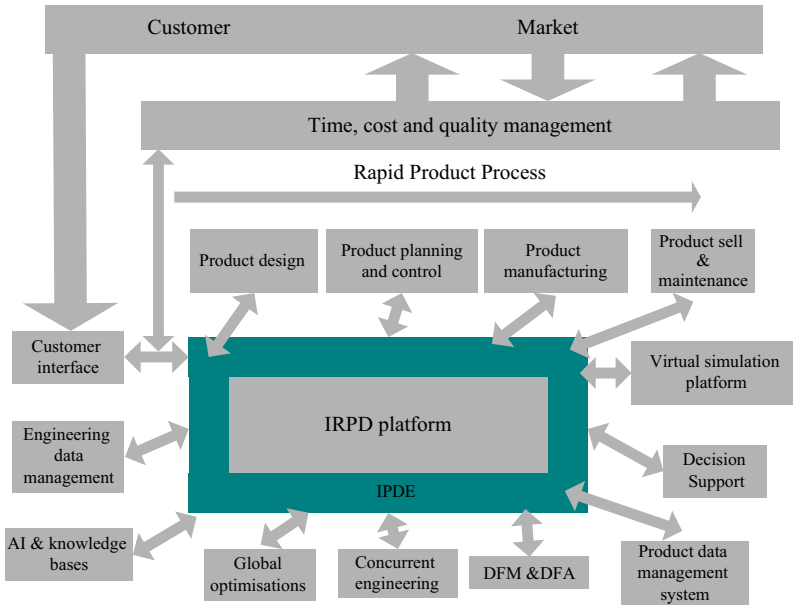 Customer
Market
Time, cost and quality management
Rapid Product Process
Product design
Product planning
and control
Product
manufacturing
Product sell
&
maintenance
Customer
interface
Virtual simulation
platform
IRPD platform
Engineering
data
management
Decision
Support
IPDE
AI & knowledge
bases
Global
optimisations
Concurrent
engineering
DFM &DFA
Product data
management
system